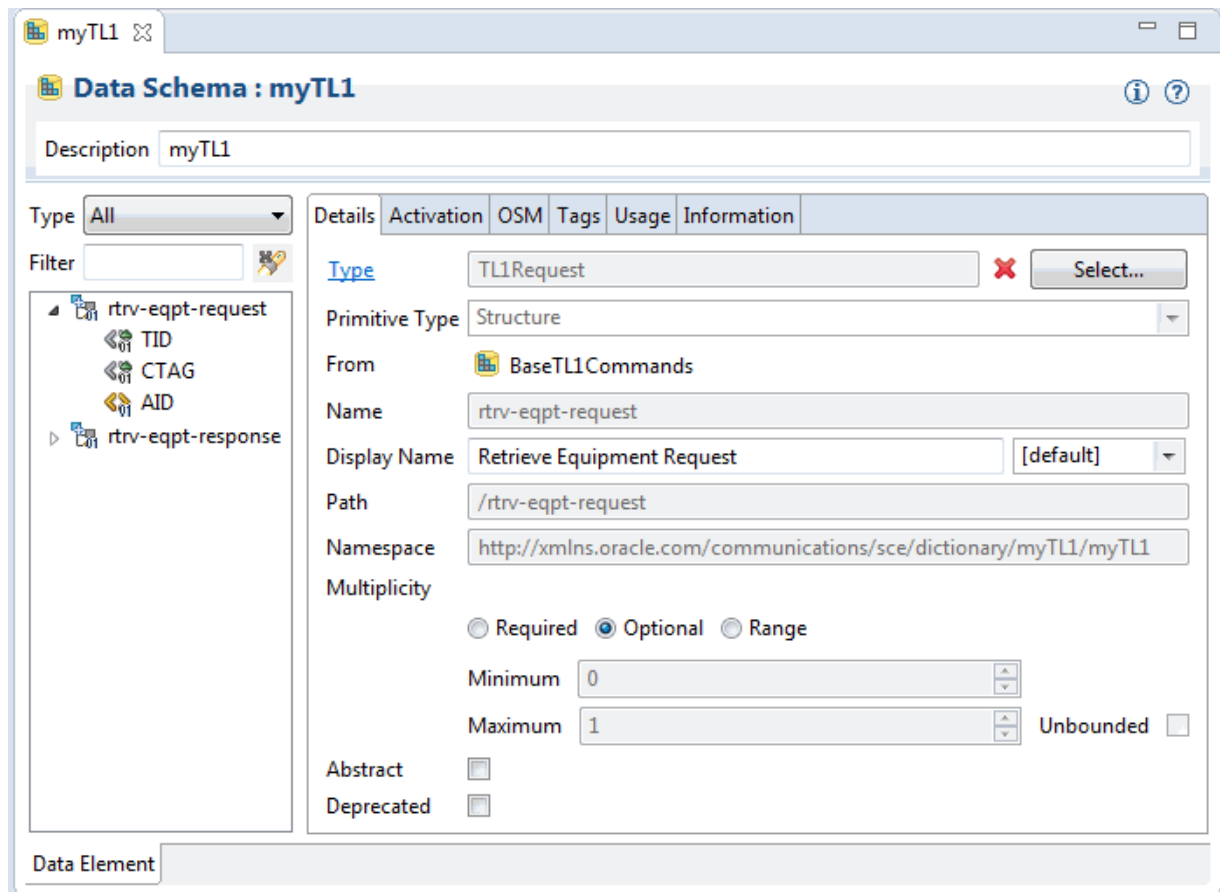 myTL1
Data Schema : myTL1
Description myTL1
Type All
Filter
rtrv-eqpt-request
TID
CTAG
AID
rtrv-eqpt-response
Details Activation OSM Tags Usage Information
Type TL1Request Select...
Primitive Type Structure
From BaseTL1Commands
Name rtrv-eqpt-request
Display Name Retrieve Equipment Request [default]
Path /rtrv-eqpt-request
Namespace http://xmlns.oracle.com/communications/sce/dictionary/myTL1/myTL1
Multiplicity
Required Optional Range
Minimum 0
Maximum 1 Unbounded
Abstract
Deprecated
Data Element